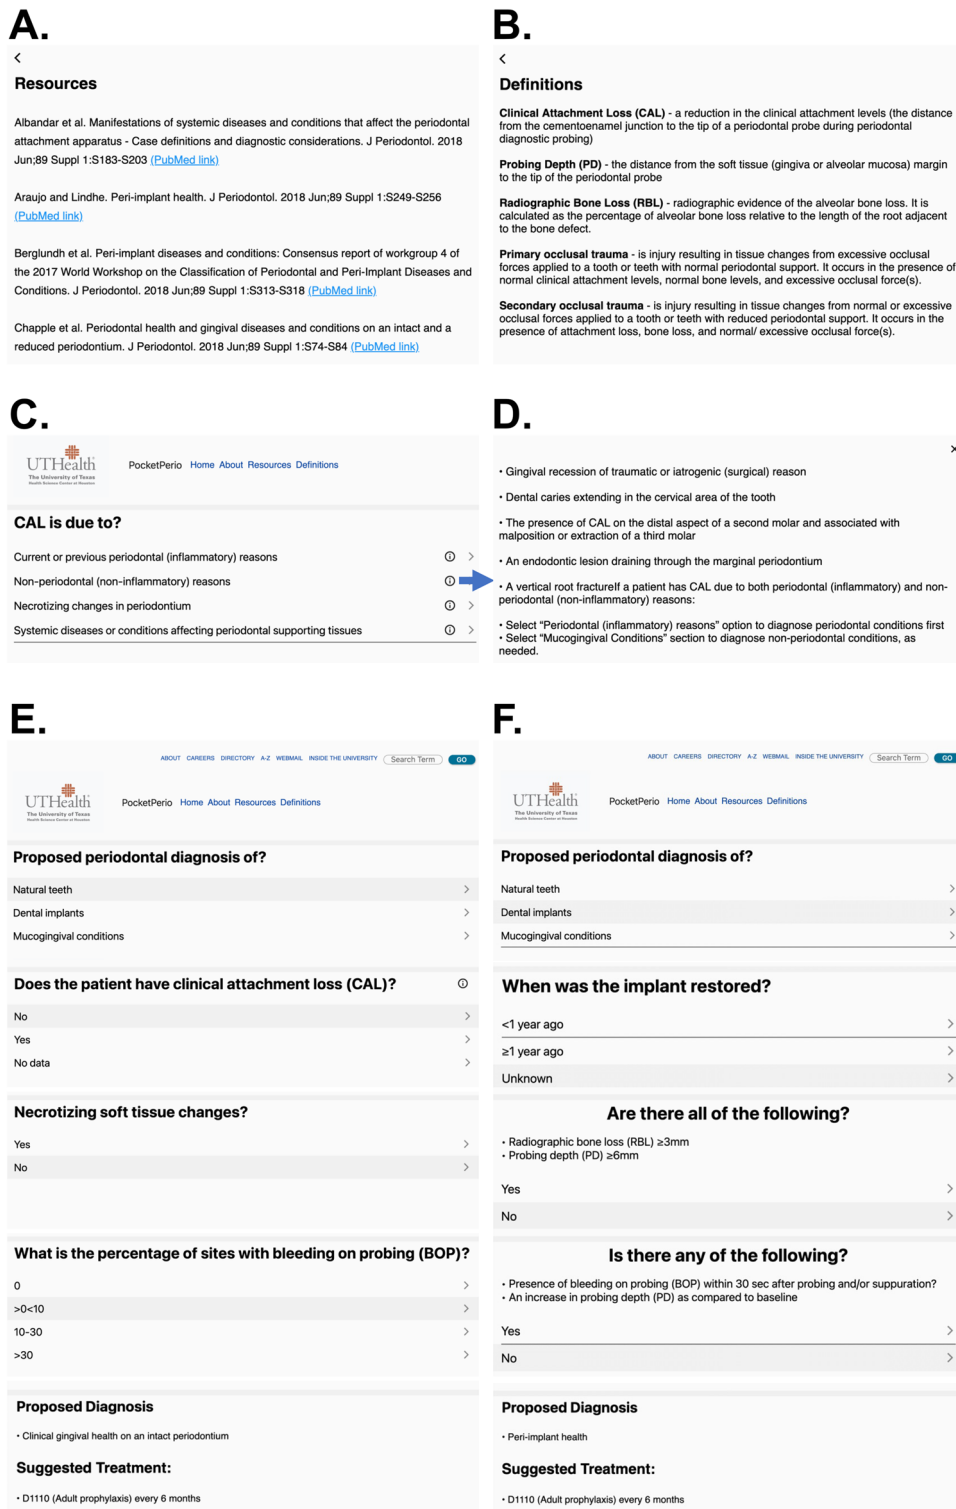 A.
Resources
Albandar et al. Manifestations of systemic diseases and conditions that affect the periodontal
attachment apparatus - Case definitions and diagnostic considerations. J Periodontol. 2018
Jun;89 Suppl 1:S183-S203 (PubMed link)
Araujo and Lindhe. Peri-implant health. J Periodontol. 2018 Jun;89 Suppl 1:S249-S256
(PubMed link)
Berglundh et al. Peri-implant diseases and conditions: Consensus report of workgroup 4 of
the 2017 World Workshop on the Classification of Periodontal and Peri-Implant Diseases and
Conditions. J Periodontol. 2018 Jun;89 Suppl 1:S313-S318 (PubMed link)
Chapple et al. Periodontal health and gingival diseases and conditions on an intact and a
reduced periodontium. J Periodontol. 2018 Jun;89 Suppl 1:S74-S84 (PubMed link)
B.
Definitions
Clinical Attachment Loss (CAL) - a reduction in the clinical attachment levels (the distance
from the cementoenamel junction to the tip of a periodontal probe during periodontal
diagnostic probing)
Probing Depth (PD) - the distance from the soft tissue (gingiva or alveolar mucosa) margin
to the tip of the periodontal probe
Radiographic Bone Loss (RBL) - radiographic evidence of the alveolar bone loss. It is
calculated as the percentage of alveolar bone loss relative to the length of the root adjacent
to the bone defect.
Primary occlusal trauma - is injury resulting in tissue changes from excessive occlusal
forces applied to a tooth or teeth with normal periodontal support. It occurs in the presence of
normal clinical attachment levels, normal bone levels, and excessive occlusal force(s).
Secondary occlusal trauma - is injury resulting in tissue changes from normal or excessive
occlusal forces applied to a tooth or teeth with reduced periodontal support. It occurs in the
presence of attachment loss, bone loss, and normal/ excessive occlusal force(s).
C.
UTHealth
The University of Texas
Health Science Center at Houston
PocketPerio Home About Resources Definitions
CAL is due to?
Current or previous periodontal (inflammatory) reasons
Non-periodontal (non-inflammatory) reasons
Necrotizing changes in periodontium
Systemic diseases or conditions affecting periodontal supporting tissues
D.
• Gingival recession of traumatic or iatrogenic (surgical) reason
• Dental caries extending in the cervical area of the tooth
• The presence of CAL on the distal aspect of a second molar and associated with
malposition or extraction of a third molar
• An endodontic lesion draining through the marginal periodontium
• A vertical root fractureIf a patient has CAL due to both periodontal (inflammatory) and non-
periodontal (non-inflammatory) reasons:
• Select “Periodontal (inflammatory) reasons” option to diagnose periodontal conditions first
• Select “Mucogingival Conditions” section to diagnose non-periodontal conditions, as
needed.
E.
ABOUT CAREERS DIRECTORY A-Z WEBMAIL INSIDE THE UNIVERSITY Search Term GO
UTHealth
The University of Texas
Health Science Center at Houston
PocketPerio Home About Resources Definitions
Proposed periodontal diagnosis of?
Natural teeth
Dental implants
Mucogingival conditions
Does the patient have clinical attachment loss (CAL)?
No
Yes
No data
Necrotizing soft tissue changes?
Yes
No
What is the percentage of sites with bleeding on probing (BOP)?
0
>0<10
10-30
>30
Proposed Diagnosis
• Clinical gingival health on an intact periodontium
Suggested Treatment:
• D1110 (Adult prophylaxis) every 6 months
F.
ABOUT CAREERS DIRECTORY A-Z WEBMAIL INSIDE THE UNIVERSITY Search Term GO
UTHealth
The University of Texas
Health Science Center at Houston
PocketPerio Home About Resources Definitions
Proposed periodontal diagnosis of?
Natural teeth
Dental implants
Mucogingival conditions
When was the implant restored?
<1 year ago
≥1 year ago
Unknown
Are there all of the following?
• Radiographic bone loss (RBL) ≥3mm
• Probing depth (PD) ≥6mm
Yes
No
Is there any of the following?
• Presence of bleeding on probing (BOP) within 30 sec after probing and/or suppuration?
• An increase in probing depth (PD) as compared to baseline
Yes
No
Proposed Diagnosis
• Peri-implant health
Suggested Treatment:
• D1110 (Adult prophylaxis) every 6 months